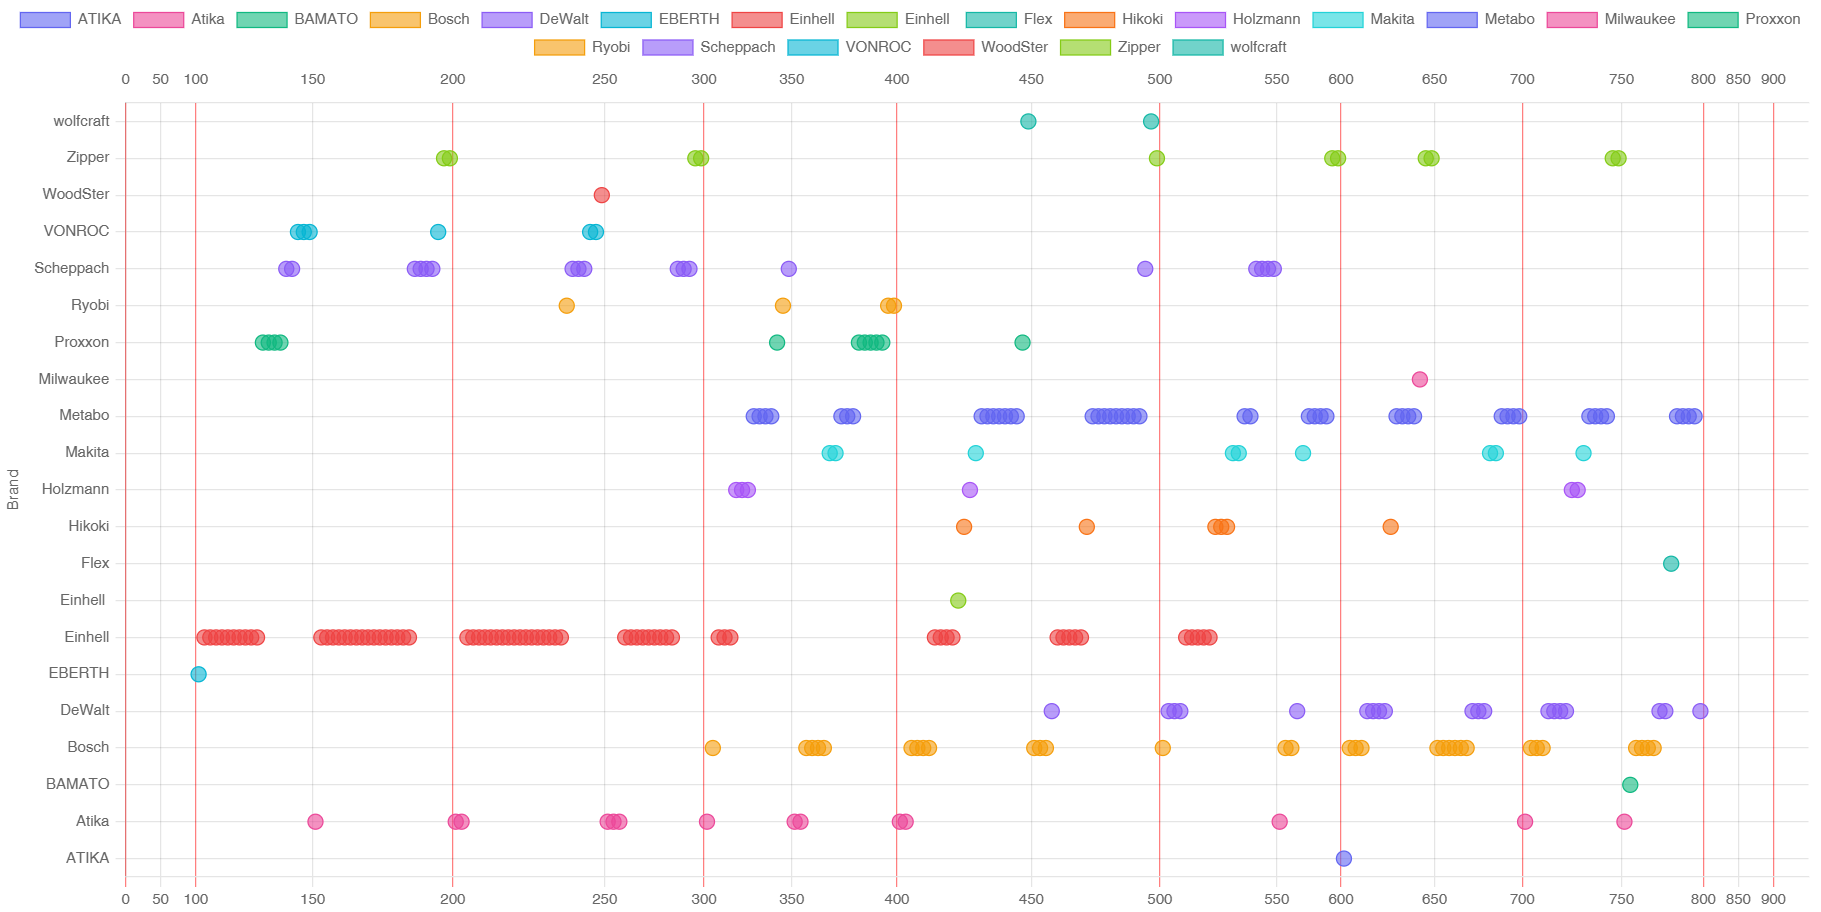 ATIKA Atika BAMATO Bosch DeWalt EBERTH Einhell Einhell Flex Hikoki Holzmann Makita Metabo Milwaukee Proxxon
Ryobi Scheppach VONROC WoodSter Zipper wolfcraft
0 50 100 150 200 250 300 350 400 450 500 550 600 650 700 750 800 850 900
wolfcraft
Zipper
WoodSter
VONROC
Scheppach
Ryobi
Proxxon
Milwaukee
Metabo
Makita
Holzmann
Hikoki
Flex
Einhell
Einhell
EBERTH
DeWalt
Bosch
BAMATO
Atika
ATIKA
Brand
0 50 100 150 200 250 300 350 400 450 500 550 600 650 700 750 800 850 900